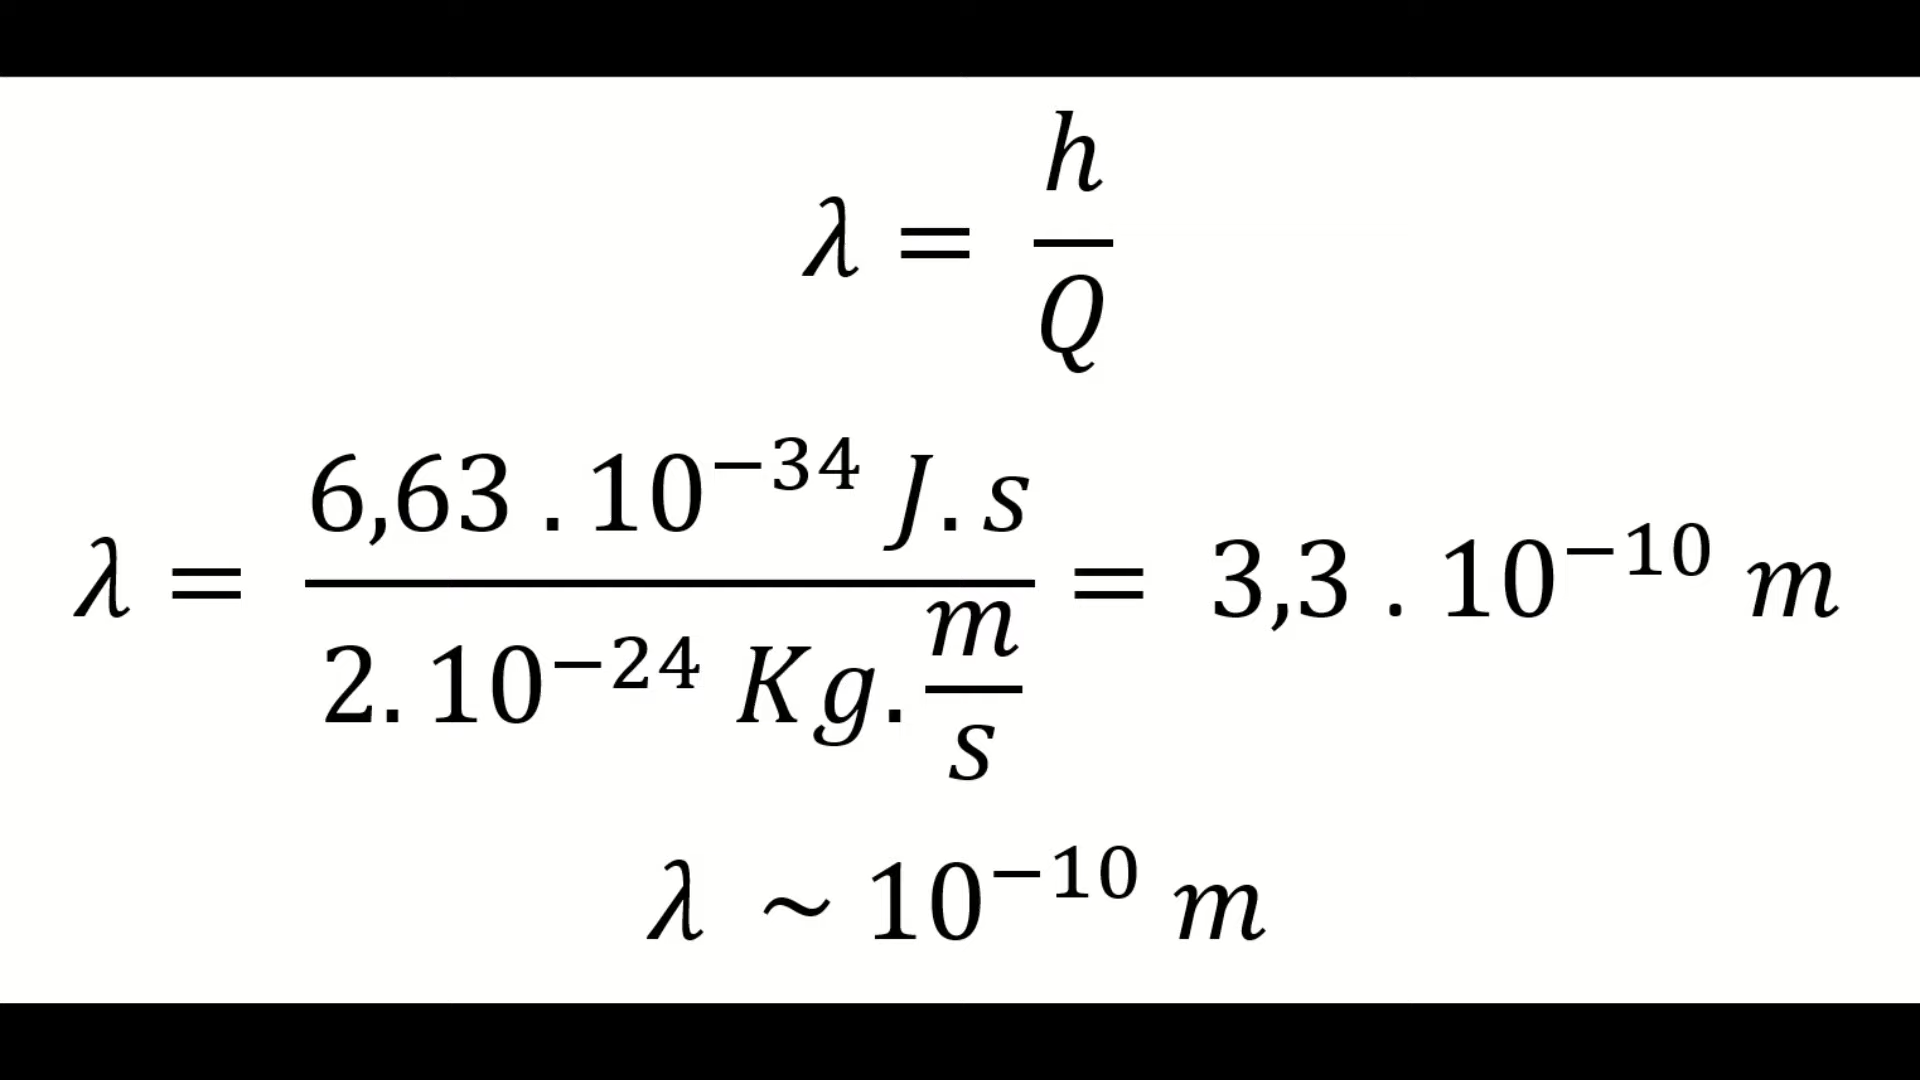 λ = h/Q
λ = 6,63 . 10⁻³⁴ J. s / 2. 10⁻²⁴ Kg. m/s = 3,3 . 10⁻¹⁰ m
λ ~ 10⁻¹⁰ m